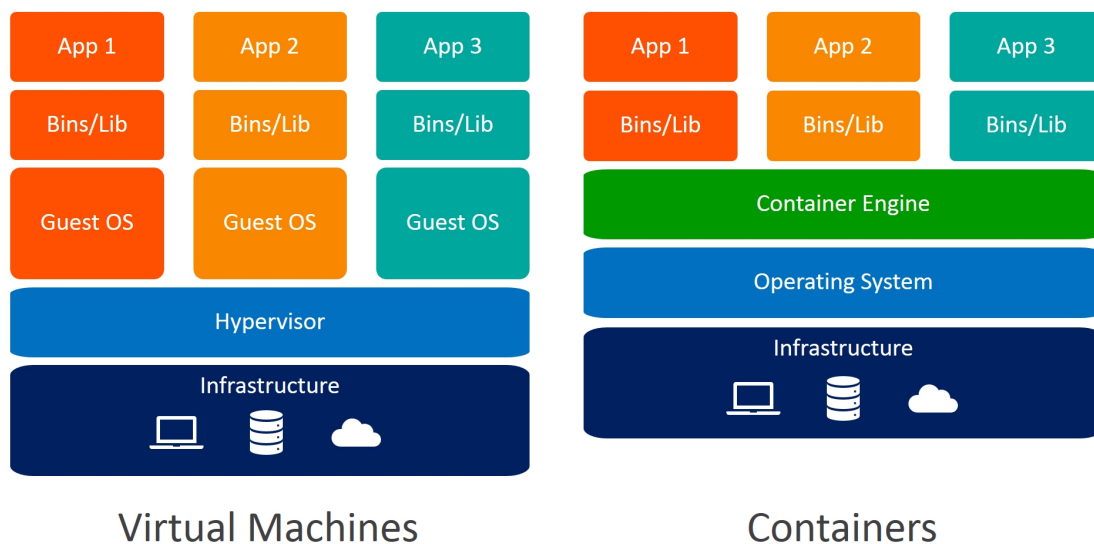 App 1
App 2
App 3
Bins/Lib
Bins/Lib
Bins/Lib
Guest OS
Guest OS
Guest OS
Hypervisor
Infrastructure
Virtual Machines
App 1
App 2
App 3
Bins/Lib
Bins/Lib
Bins/Lib
Container Engine
Operating System
Infrastructure
Containers